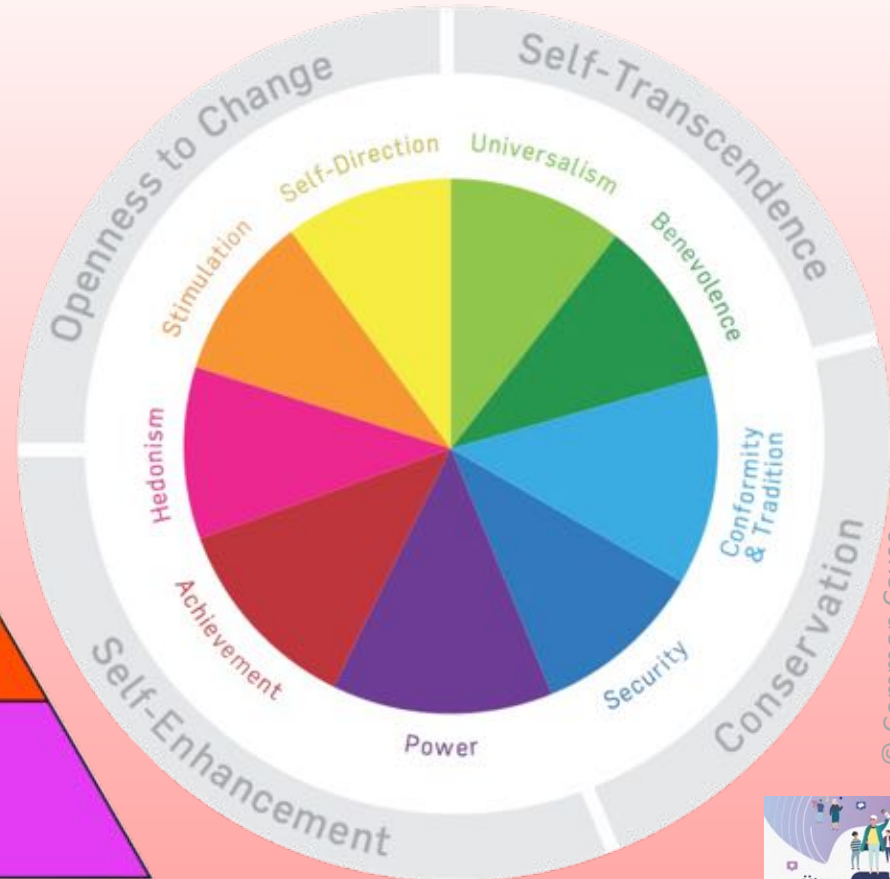 Openness to Change
Self-Transcendence
Self-Direction
Universalism
Stimulation
Benevolence
Hedonism
Conformity
& Tradition
Achievement
Security
Power
Self-Enhancement
Conservation